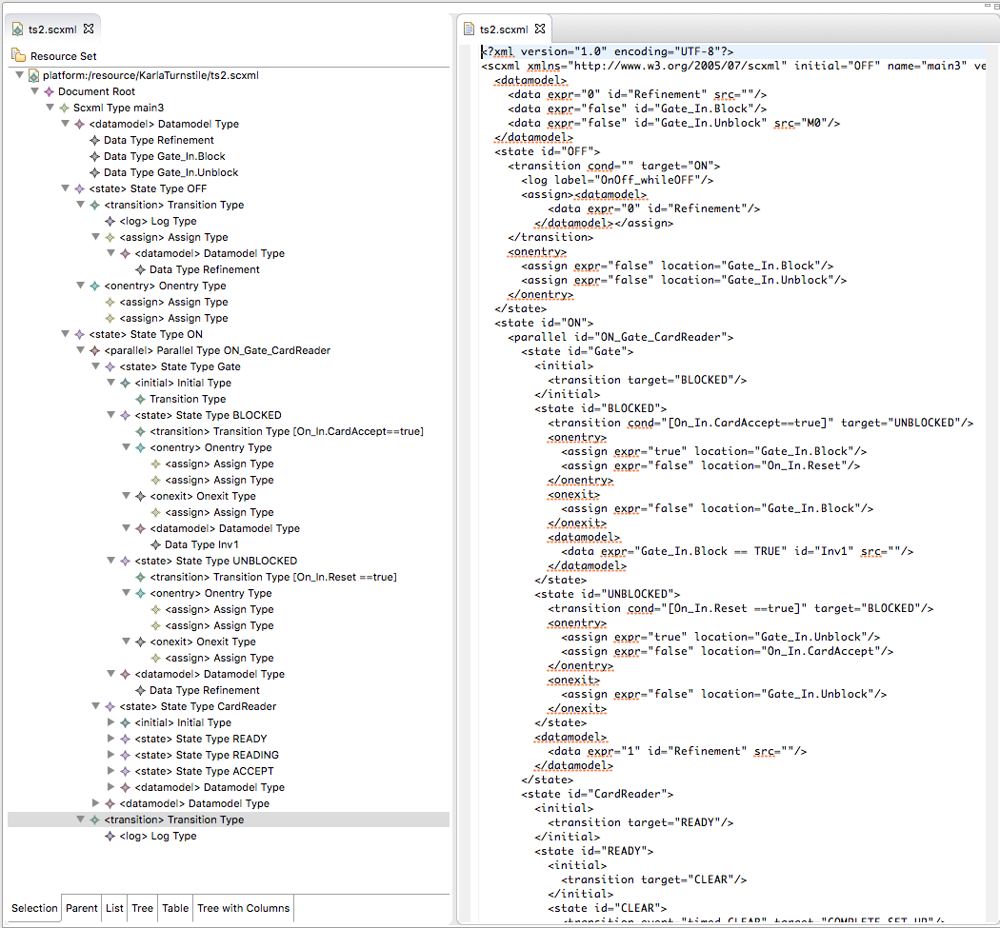 ts2.scxml
Resource Set
platform:/resource/KarlaTurnstile/ts2.scxml
Document Root
Scxml Type main3
<datamodel> Datamodel Type
Data Type Refinement
Data Type Gate_In.Block
Data Type Gate_In.Unblock
<state> State Type OFF
<transition> Transition Type
<log> Log Type
<assign> Assign Type
<datamodel> Datamodel Type
Data Type Refinement
<onentry> Onentry Type
<assign> Assign Type
<assign> Assign Type
<state> State Type ON
<parallel> Parallel Type ON_Gate_CardReader
<state> State Type Gate
<initial> Initial Type
Transition Type
<state> State Type BLOCKED
<transition> Transition Type [On_In.CardAccept==true]
<onentry> Onentry Type
<assign> Assign Type
<assign> Assign Type
<onexit> Onexit Type
<assign> Assign Type
<datamodel> Datamodel Type
Data Type Inv1
<state> State Type UNBLOCKED
<transition> Transition Type [On_In.Reset ==true]
<onentry> Onentry Type
<assign> Assign Type
<assign> Assign Type
<onexit> Onexit Type
<assign> Assign Type
<datamodel> Datamodel Type
Data Type Refinement
<state> State Type CardReader
<initial> Initial Type
<state> State Type READY
<state> State Type READING
<state> State Type ACCEPT
<datamodel> Datamodel Type
<datamodel> Datamodel Type
<transition> Transition Type
<log> Log Type
Selection Parent List Tree Table Tree with Columns
ts2.scxml
<?xml version="1.0" encoding="UTF-8"?>
<scxml xmlns="http://www.w3.org/2005/07/scxml" initial="OFF" name="main3" ve
<datamodel>
<data expr="0" id="Refinement" src=""/>
<data expr="false" id="Gate_In.Block"/>
<data expr="false" id="Gate_In.Unblock" src="M0"/>
</datamodel>
<state id="OFF">
<transition cond="" target="ON">
<log label="OnOff_whileOFF"/>
<assign><datamodel>
<data expr="0" id="Refinement"/>
</datamodel></assign>
</transition>
<onentry>
<assign expr="false" location="Gate_In.Block"/>
<assign expr="false" location="Gate_In.Unblock"/>
</onentry>
</state>
<state id="ON">
<parallel id="ON_Gate_CardReader">
<state id="Gate">
<initial>
<transition target="BLOCKED"/>
</initial>
<state id="BLOCKED">
<transition cond="[On_In.CardAccept==true]" target="UNBLOCKED"/>
<onentry>
<assign expr="true" location="Gate_In.Block"/>
<assign expr="false" location="On_In.Reset"/>
</onentry>
<onexit>
<assign expr="false" location="Gate_In.Block"/>
</onexit>
<datamodel>
<data expr="Gate_In.Block == TRUE" id="Inv1" src=""/>
</datamodel>
</state>
<state id="UNBLOCKED">
<transition cond="[On_In.Reset ==true]" target="BLOCKED"/>
<onentry>
<assign expr="true" location="Gate_In.Unblock"/>
<assign expr="false" location="On_In.CardAccept"/>
</onentry>
<onexit>
<assign expr="false" location="Gate_In.Unblock"/>
</onexit>
</state>
<datamodel>
<data expr="1" id="Refinement" src=""/>
</datamodel>
</state>
<state id="CardReader">
<initial>
<transition target="READY"/>
</initial>
<state id="READY">
<initial>
<transition target="CLEAR"/>
</initial>
<state id="CLEAR">
<transition event="timed_CLEAR" target="COMPLETE_SET_UP"/>